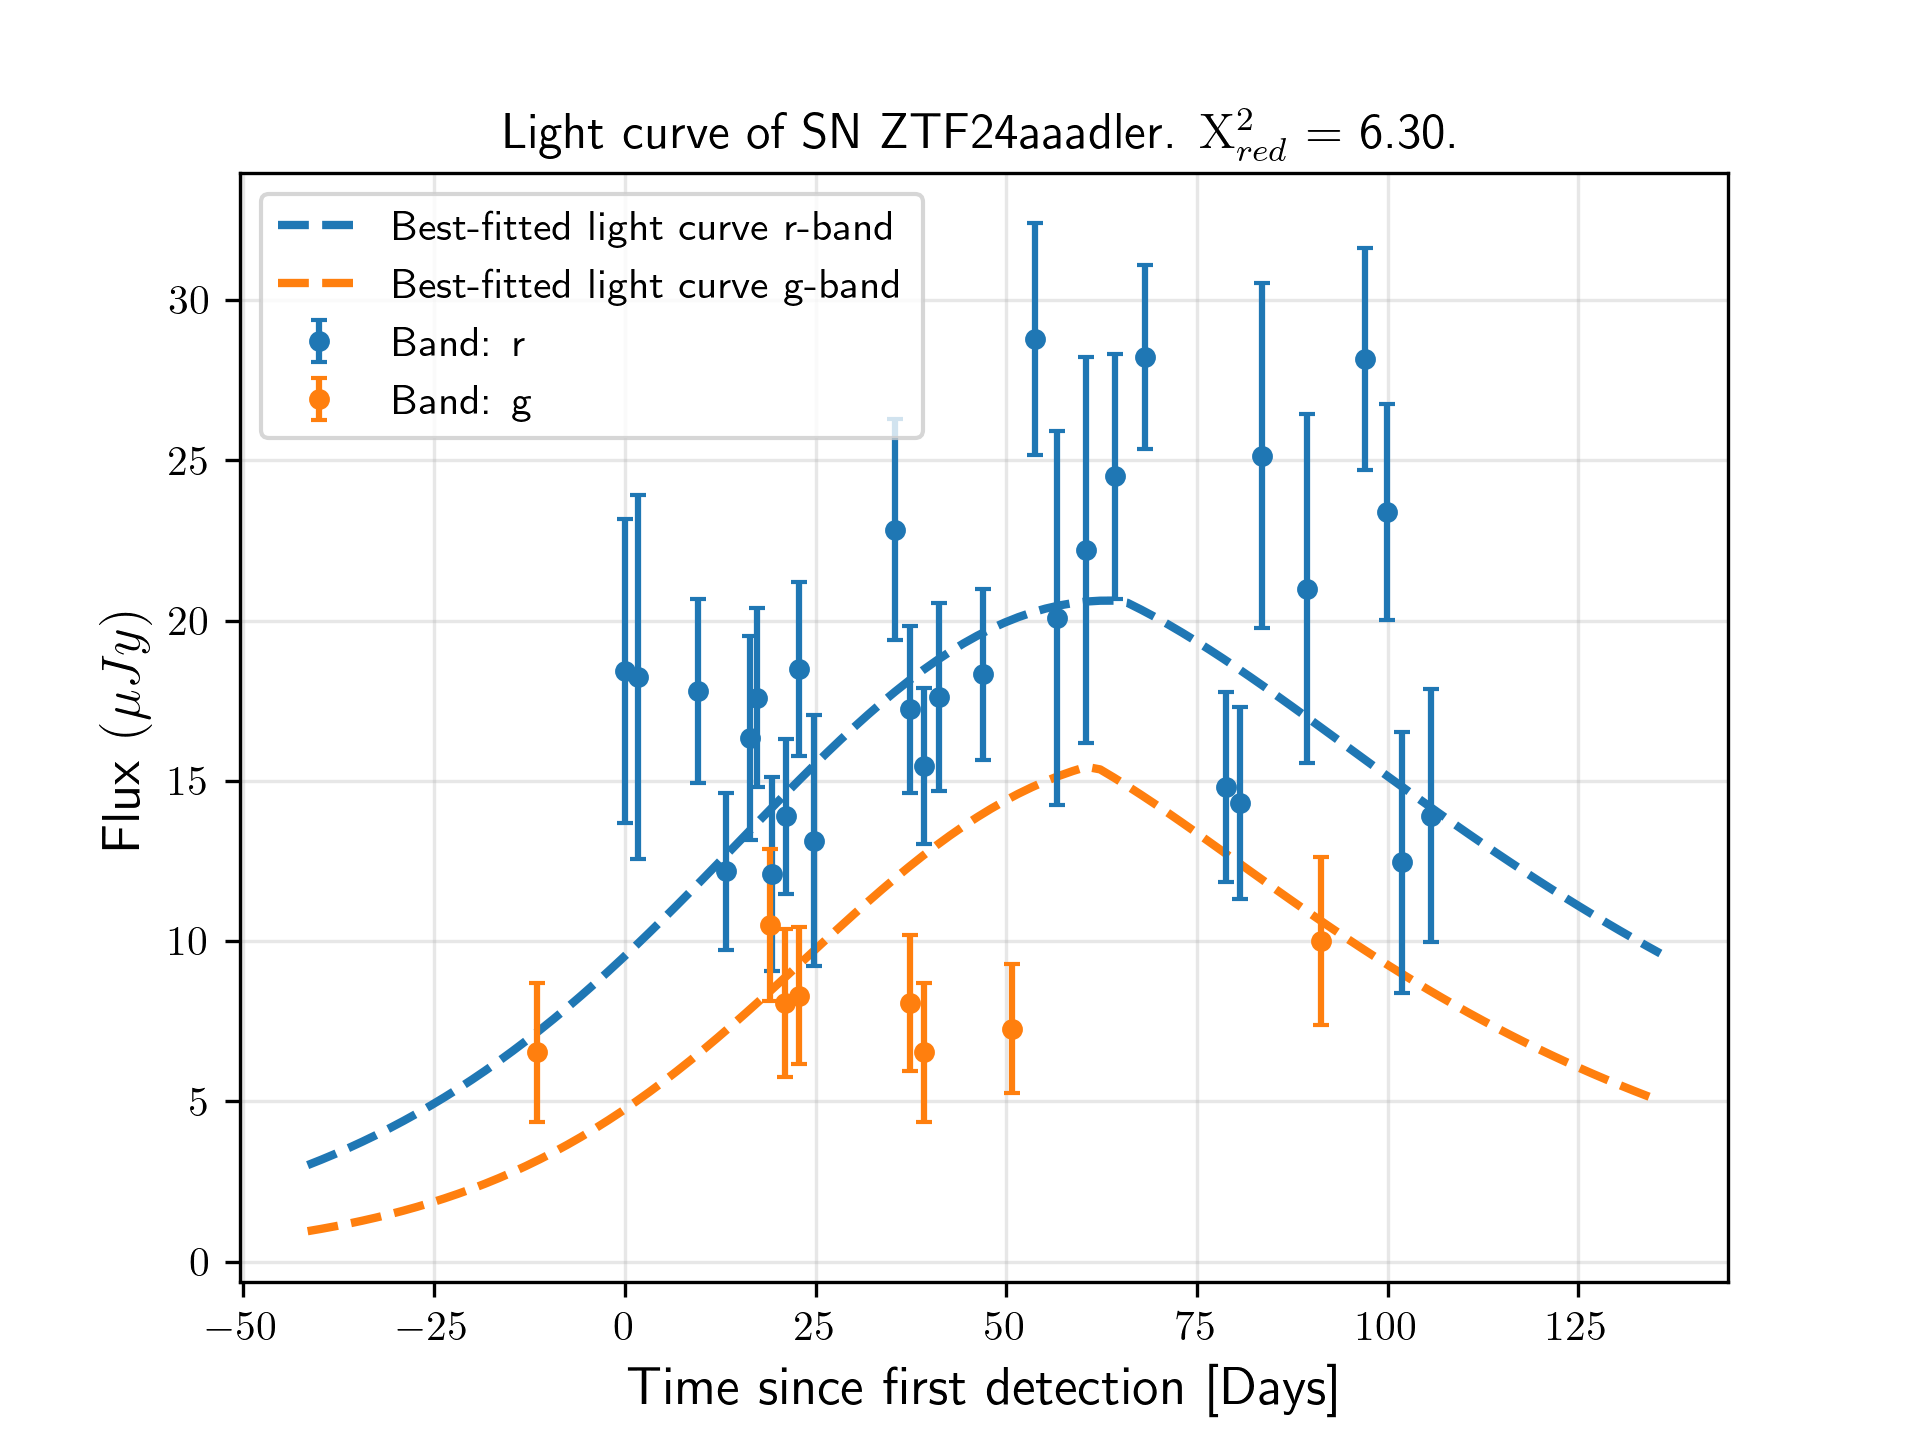 Light curve of SN ZTF24aaadler. X²_red = 6.30.
Best-fitted light curve r-band
Best-fitted light curve g-band
Band: r
Band: g
Flux (μJy)
30
25
20
15
10
5
0
−50 −25 0 25 50 75 100 125
Time since first detection [Days]